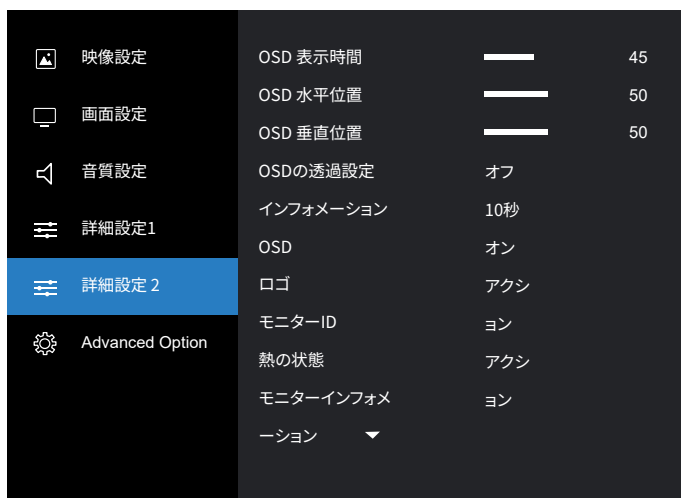 映像設定
画面設定
音質設定
詳細設定1
詳細設定 2
Advanced Option
OSD 表示時間 45
OSD 水平位置 50
OSD 垂直位置 50
OSDの透過設定 オフ
インフォメーション 10秒
OSD オン
ロゴ アクシ
モニターID ョン
熱の状態 アクシ
モニターインフォメ ョン
ーション